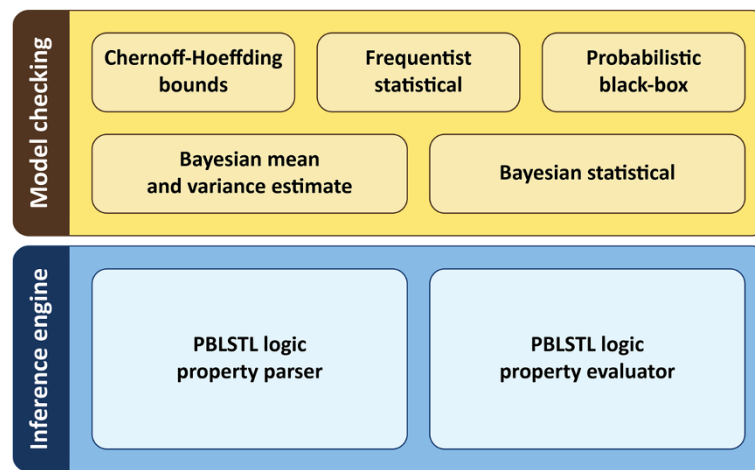 Model checking
Chernoff-Hoeffding
bounds
Frequentist
statistical
Probabilistic
black-box
Bayesian mean
and variance estimate
Bayesian statistical
Inference engine
PBLSTL logic
property parser
PBLSTL logic
property evaluator